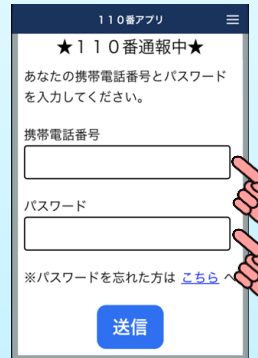 110番アプリ
★110番通報中★
あなたの携帯電話番号とパスワード
を入力してください。
携帯電話番号
パスワード
※パスワードを忘れた方は こちら へ
送信